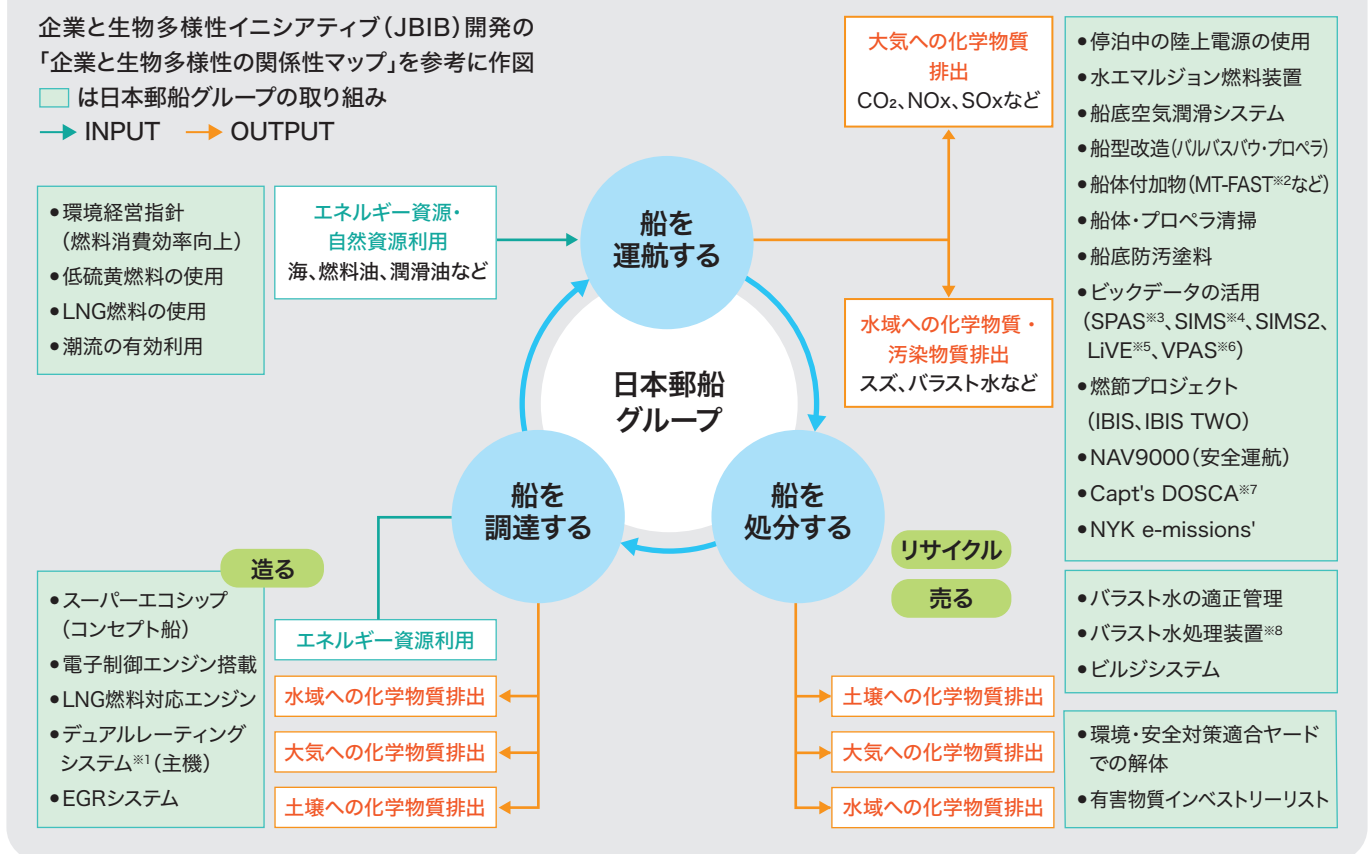 企業と生物多様性イニシアティブ(JBIB)開発の
「企業と生物多様性の関係性マップ」を参考に作図
は日本郵船グループの取り組み
INPUT OUTPUT
•環境経営指針
(燃料消費効率向上)
•低硫黄燃料の使用
•LNG燃料の使用
•潮流の有効利用
エネルギー資源・
自然資源利用
海、燃料油、潤滑油など
船を
運航する
大気への化学物質
排出
CO₂、NOx、SOxなど
水域への化学物質・
汚染物質排出
スズ、バラスト水など
•停泊中の陸上電源の使用
•水エマルジョン燃料装置
•船底空気潤滑システム
•船型改造(バルバスバウ・プロペラ)
•船体付加物(MT-FAST※2など)
•船体・プロペラ清掃
•船底防汚塗料
•ビックデータの活用
(SPAS※3、SIMS※4、SIMS2、
LiVE※5、VPAS※6)
•燃節プロジェクト
(IBIS、IBIS TWO)
•NAV9000(安全運航)
•Capt's DOSCA※7
•NYK e-missions'
日本郵船
グループ
船を
調達する
船を
処分する
リサイクル
売る
造る
•スーパーエコシップ
(コンセプト船)
•電子制御エンジン搭載
•LNG燃料対応エンジン
•デュアルレーティング
システム※1(主機)
•EGRシステム
エネルギー資源利用
水域への化学物質排出
大気への化学物質排出
土壌への化学物質排出
土壌への化学物質排出
大気への化学物質排出
水域への化学物質排出
•バラスト水の適正管理
•バラスト水処理装置※8
•ビルジシステム
•環境・安全対策適合ヤード
での解体
•有害物質インベストリーリスト